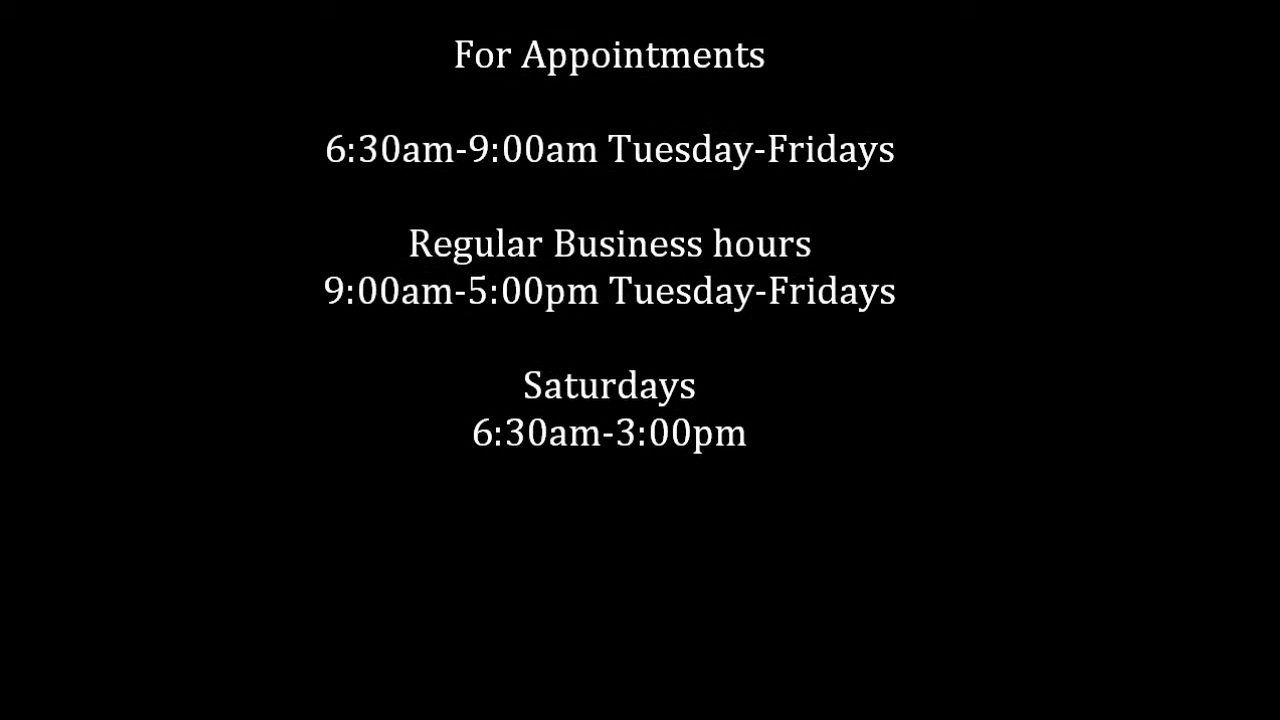 For Appointments
6:30am-9:00am Tuesday-Fridays
Regular Business hours
9:00am-5:00pm Tuesday-Fridays
Saturdays
6:30am-3:00pm